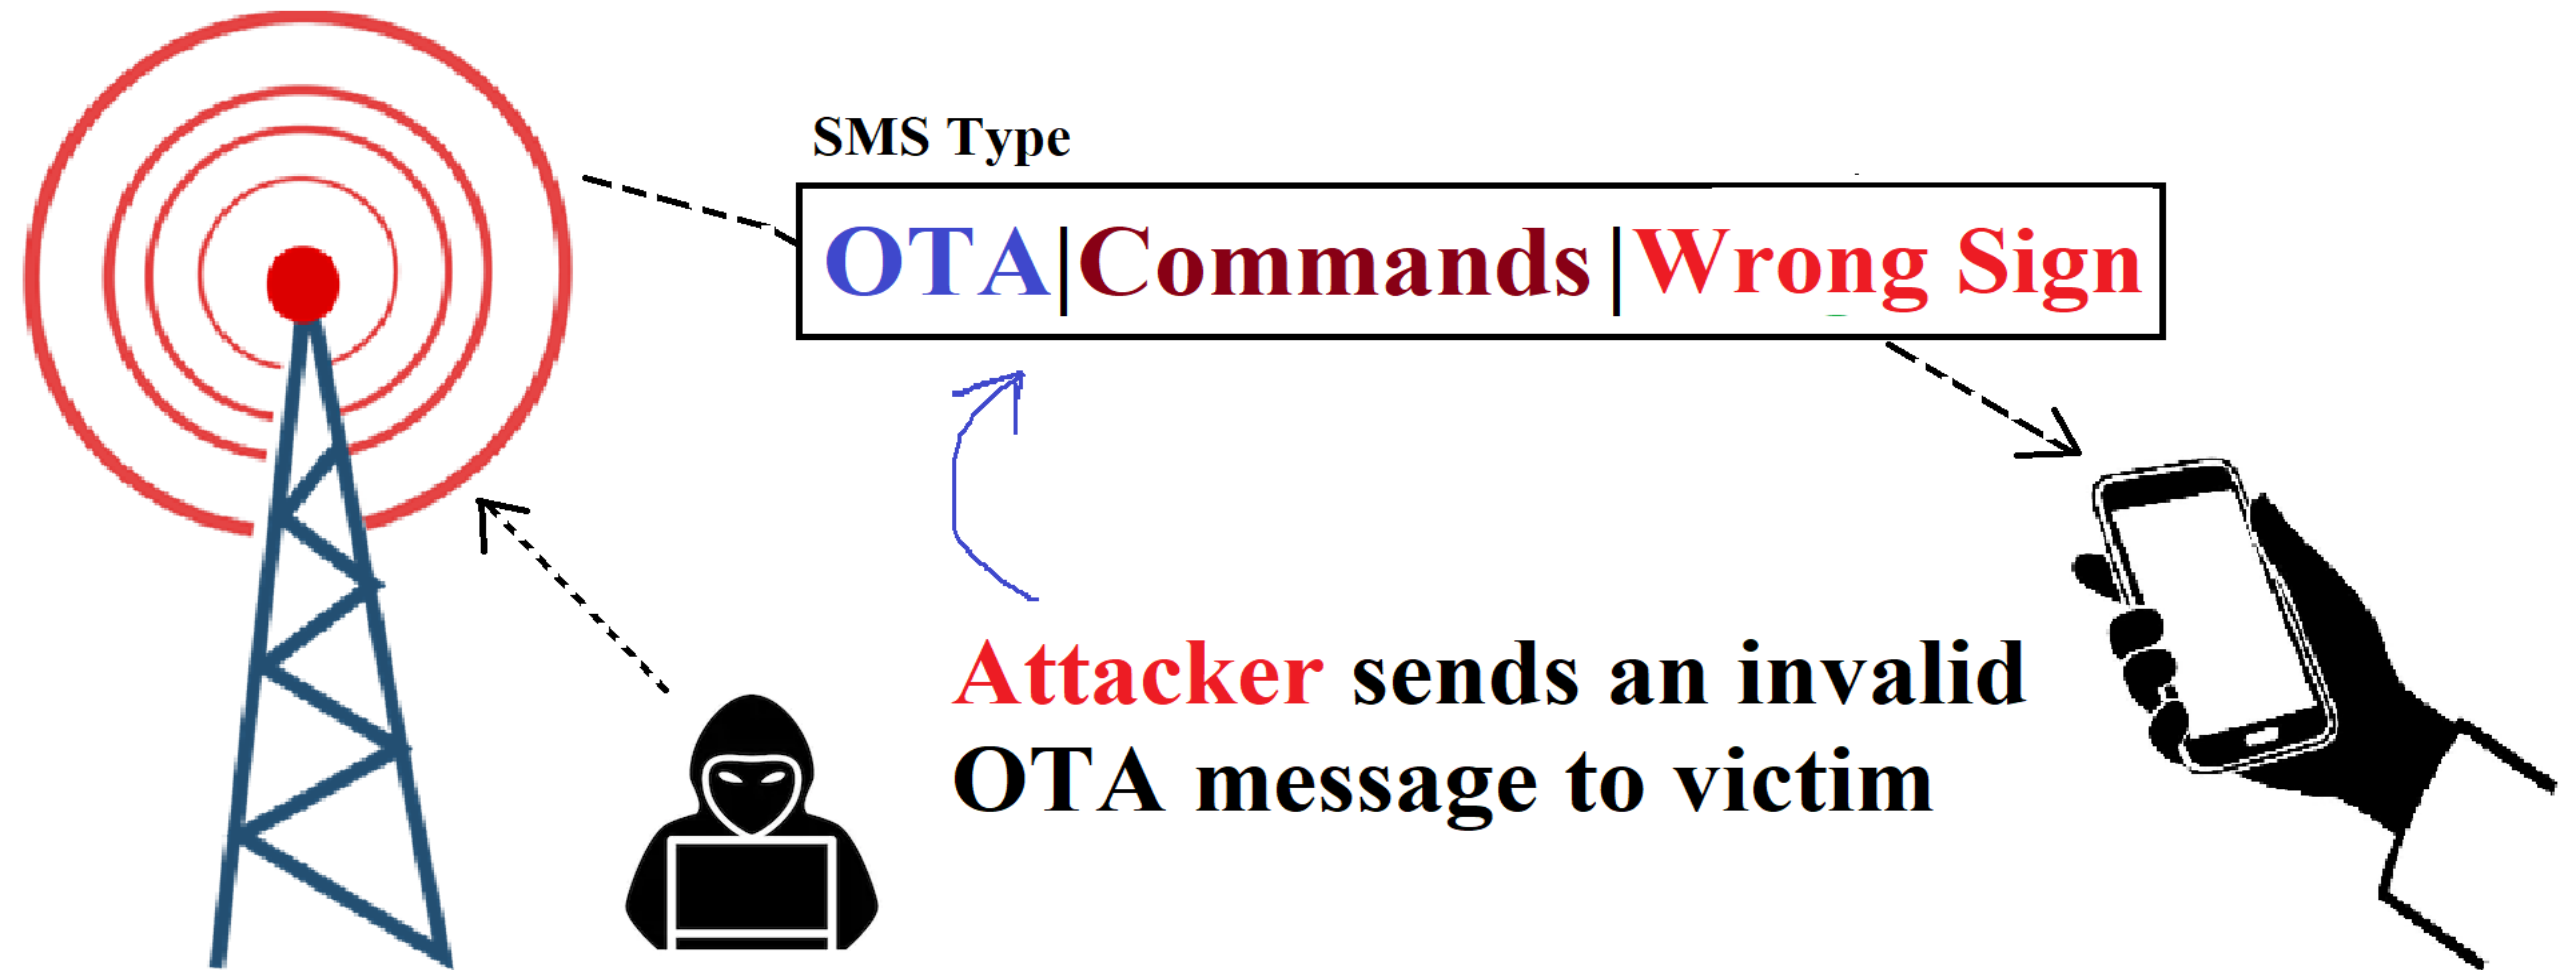 SMS Type
OTA|Commands|Wrong Sign
Attacker sends an invalid
OTA message to victim